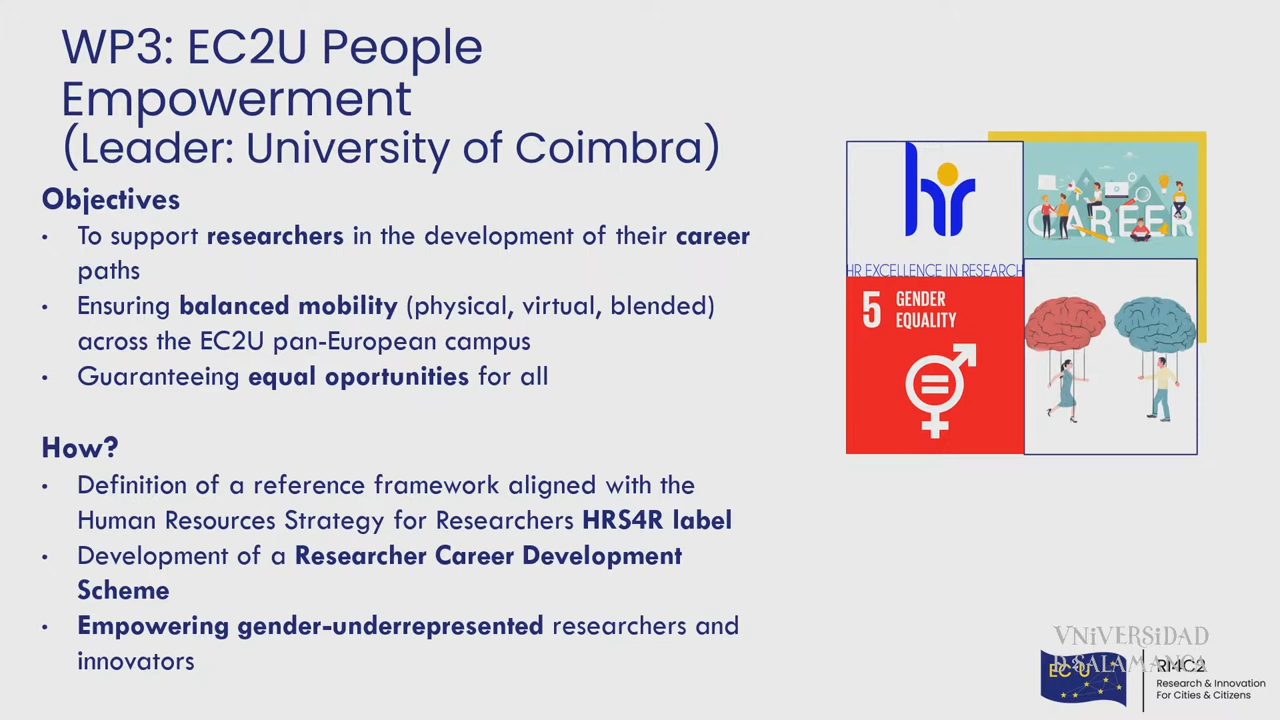 WP3: EC2U People
Empowerment
(Leader: University of Coimbra)
Objectives
• To support researchers in the development of their career
paths
• Ensuring balanced mobility (physical, virtual, blended)
across the EC2U pan-European campus
• Guaranteeing equal oportunities for all
How?
• Definition of a reference framework aligned with the
Human Resources Strategy for Researchers HRS4R label
• Development of a Researcher Career Development
Scheme
• Empowering gender-underrepresented researchers and
innovators
hr
HR EXCELLENCE IN RESEARCH
CAREER
5 GENDER
EQUALITY
VNiVERSiDAD
D SALAMANCA
EC2U
RI4C2
Research & Innovation
For Cities & Citizens